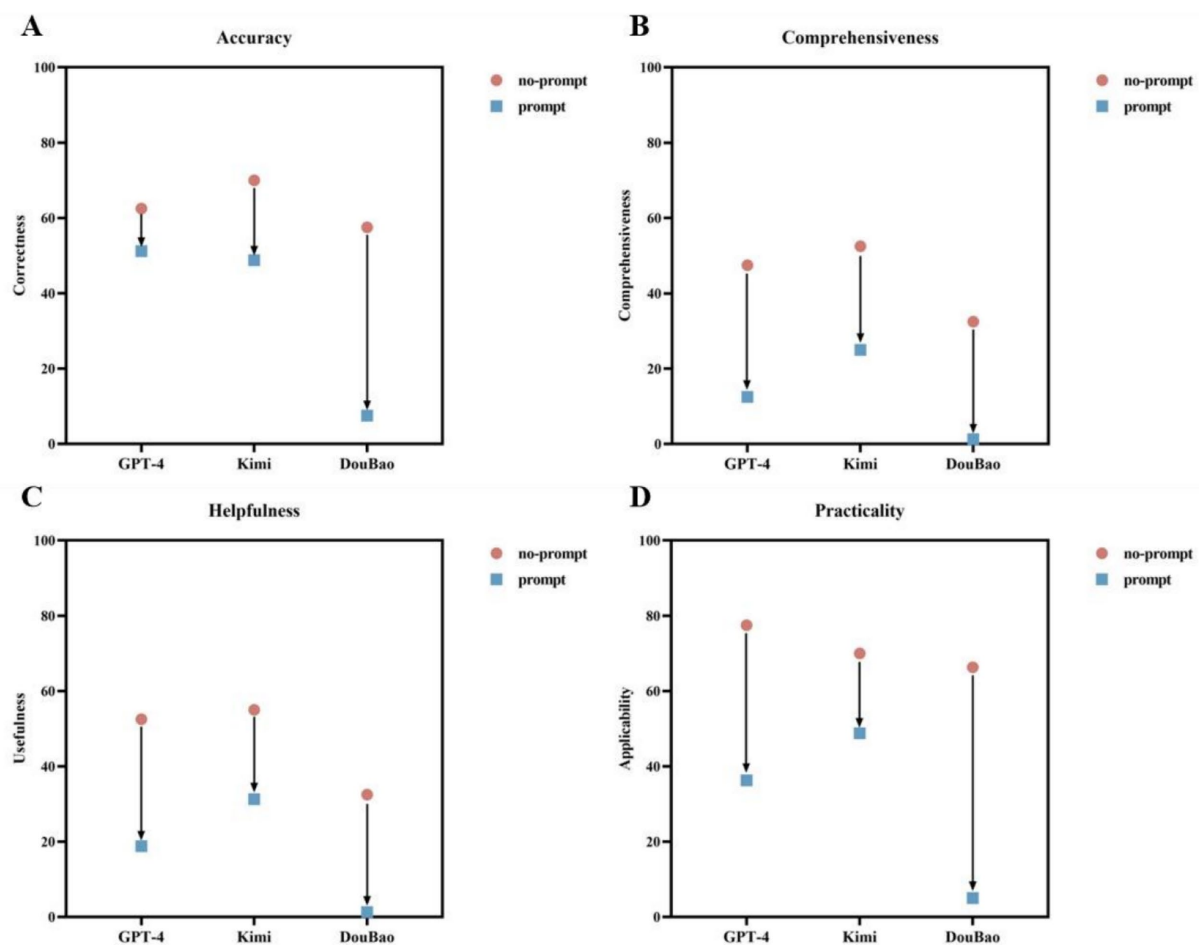 A
Accuracy
100
80
60
40
20
0
Correctness
GPT-4
Kimi
DouBao
no-prompt
prompt
B
Comprehensiveness
100
80
60
40
20
0
Comprehensiveness
GPT-4
Kimi
DouBao
no-prompt
prompt
C
Helpfulness
100
80
60
40
20
0
Usefulness
GPT-4
Kimi
DouBao
no-prompt
prompt
D
Practicality
100
80
60
40
20
0
Applicability
GPT-4
Kimi
DouBao
no-prompt
prompt